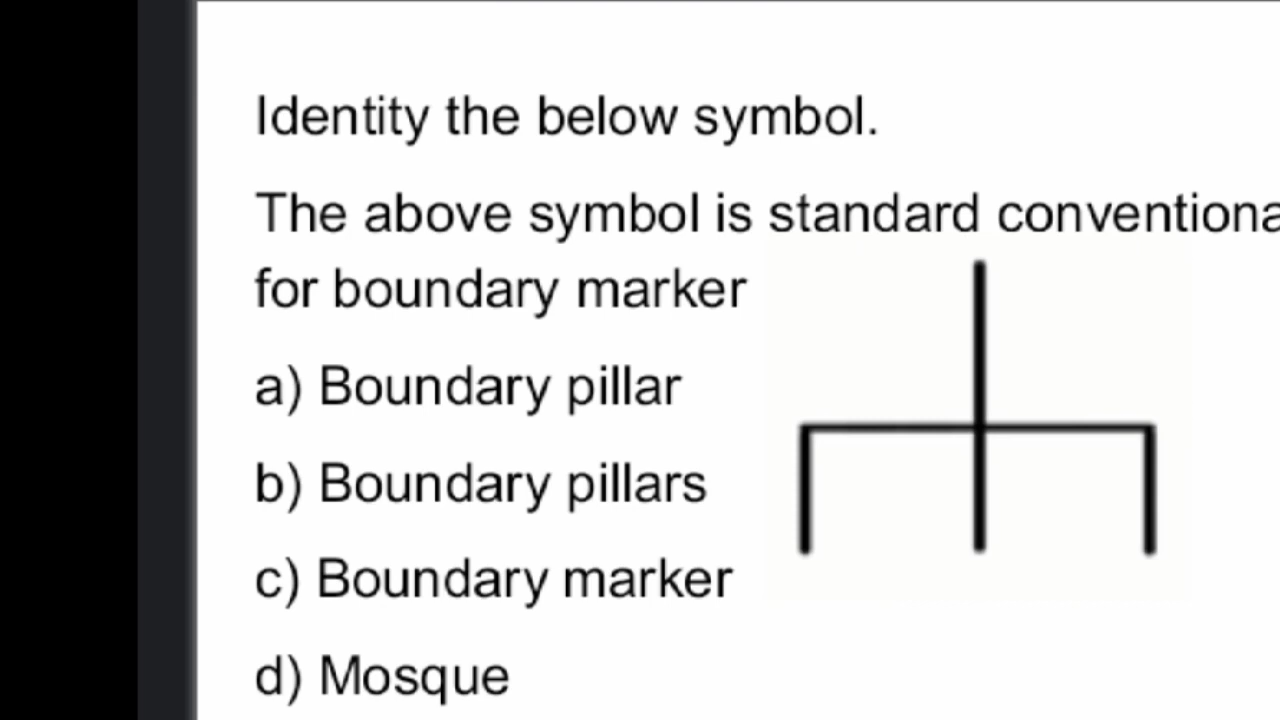 Identity the below symbol.
The above symbol is standard conventiona
for boundary marker
a) Boundary pillar
b) Boundary pillars
c) Boundary marker
d) Mosque